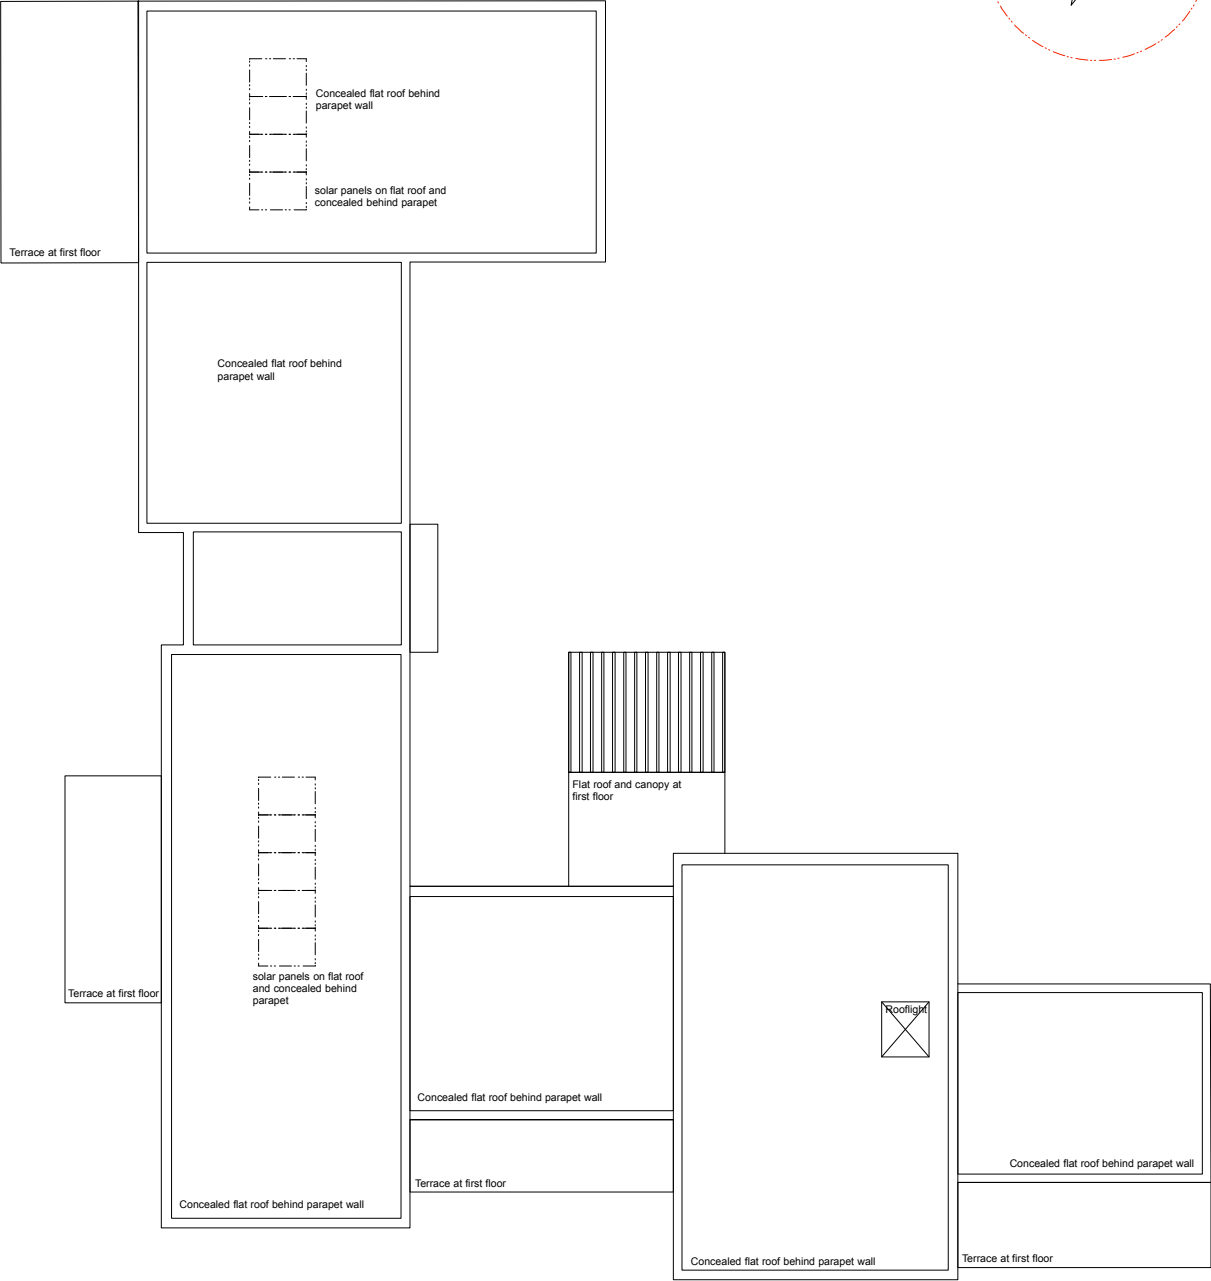 Concealed flat roof behind
parapet wall
solar panels on flat roof and
concealed behind parapet
Terrace at first floor
Concealed flat roof behind
parapet wall
Flat roof and canopy at
first floor
solar panels on flat roof
and concealed behind
parapet
Terrace at first floor
Rooflight
Concealed flat roof behind parapet wall
Concealed flat roof behind parapet wall
Terrace at first floor
Concealed flat roof behind parapet wall
Concealed flat roof behind parapet wall
Terrace at first floor